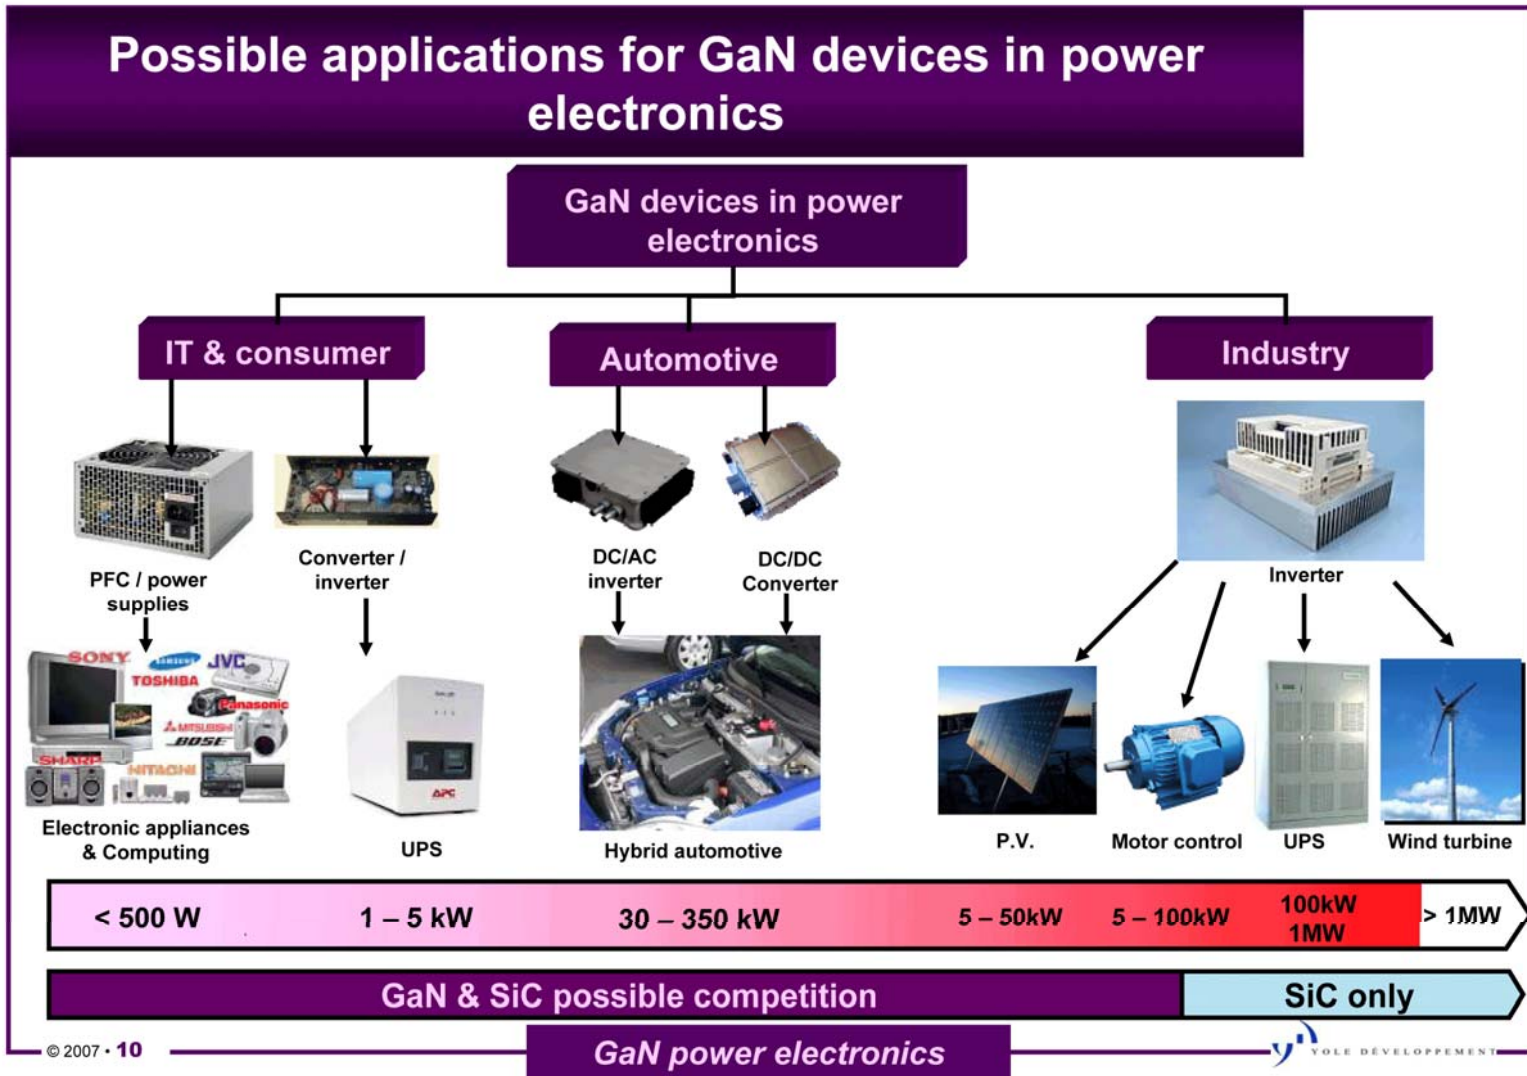 Possible applications for GaN devices in power
electronics
GaN devices in power
electronics
IT & consumer
Automotive
Industry
PFC / power
supplies
Converter /
inverter
DC/AC
inverter
DC/DC
Converter
Inverter
SONY
SAMSUNG
JVC
TOSHIBA
Panasonic
MITSUBISHI
BOSE
SHARP
HITACHI
APC
Electronic appliances
& Computing
UPS
Hybrid automotive
P.V.
Motor control
UPS
Wind turbine
< 500 W
1 – 5 kW
30 – 350 kW
5 – 50kW
5 – 100kW
100kW
1MW
> 1MW
GaN & SiC possible competition
SiC only
© 2007 • 10
GaN power electronics
YOLE DÉVELOPPEMENT